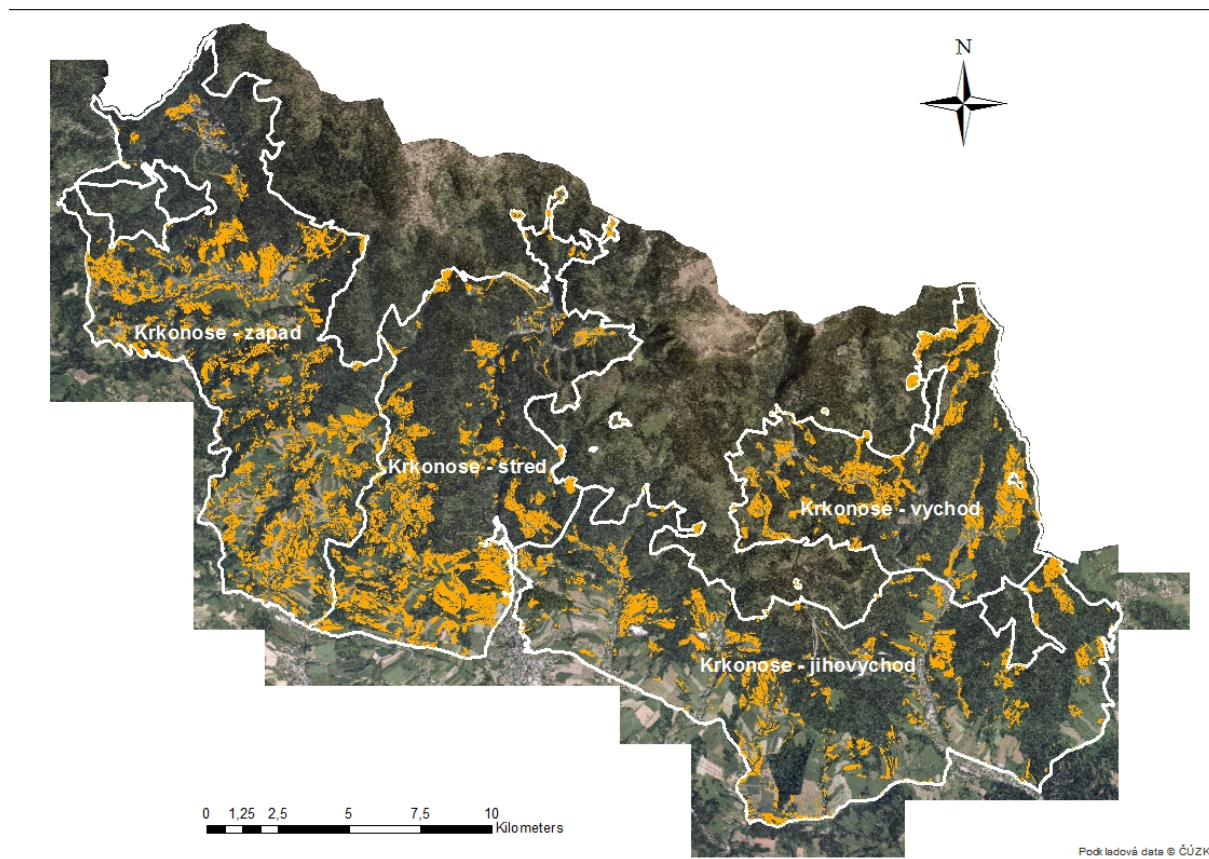 N
Krkonose - zapad
Krkonose - stred
Krkonose - vychod
Krkonose - jihovychod
0 1,25 2,5 5 7,5 10
Kilometers
Podkladová data © ČÚZK